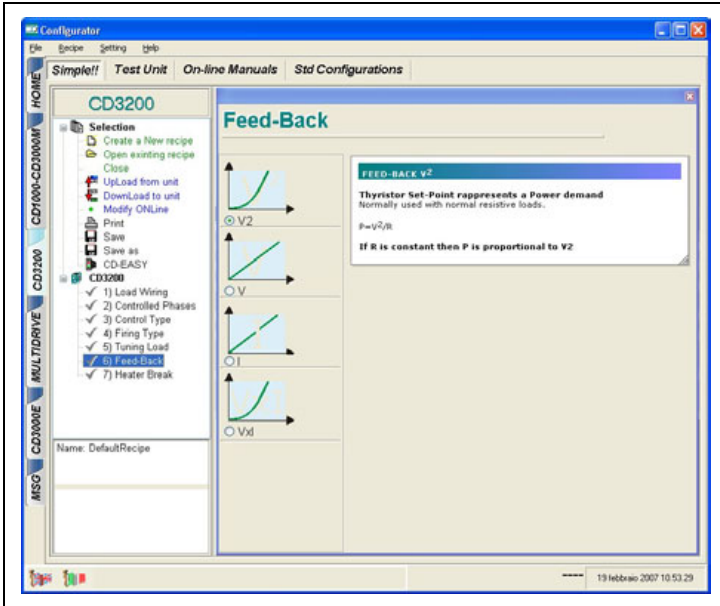 Configurator
File Recipe Setting Help
Simple!! Test Unit On-line Manuals Std Configurations
HOME
CD1000-CD3000M
CD3200
MULTIDRIVE
CD3000E
MSG
CD3200
Selection
Create a New recipe
Open exinting recipe
Close
UpLoad from unit
DownLoad to unit
Modify ONLine
Print
Save
Save as
CD-EASY
CD3200
1) Load Wiring
2) Controlled Phases
3) Control Type
4) Firing Type
5) Tuning Load
6) Feed-Back
7) Heater Break
Name: DefaultRecipe
Feed-Back
V2
V
I
VxI
FEED-BACK V2
Thyristor Set-Point rappresents a Power demand
Normally used with normal resistive loads.
P=V2/R
If R is constant then P is proportional to V2
---- 19 febbraio 2007 10.53.29